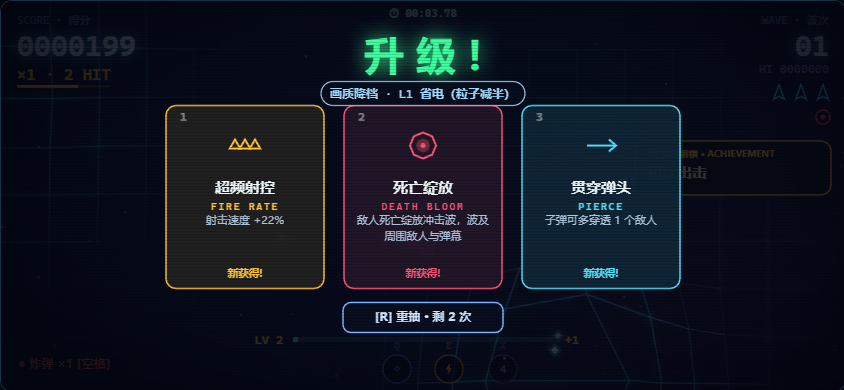 SCORE · 得分
0000199
×1 · 2 HIT
00:03.78
WAVE · 波次
01
HI 0000000
升级!
画质降档 · L1 省电 (粒子减半)
1
超频射控
FIRE RATE
射击速度 +22%
新获得!
2
死亡绽放
DEATH BLOOM
敌人死亡绽放冲击波，波及
周围敌人与弹幕
新获得!
3
贯穿弹头
PIERCE
子弹可多穿透 1 个敌人
新获得!
• ACHIEVEMENT
出击
[R] 重抽 • 剩 2 次
LV 2
+1
4
炸弹 ×1 [空格]